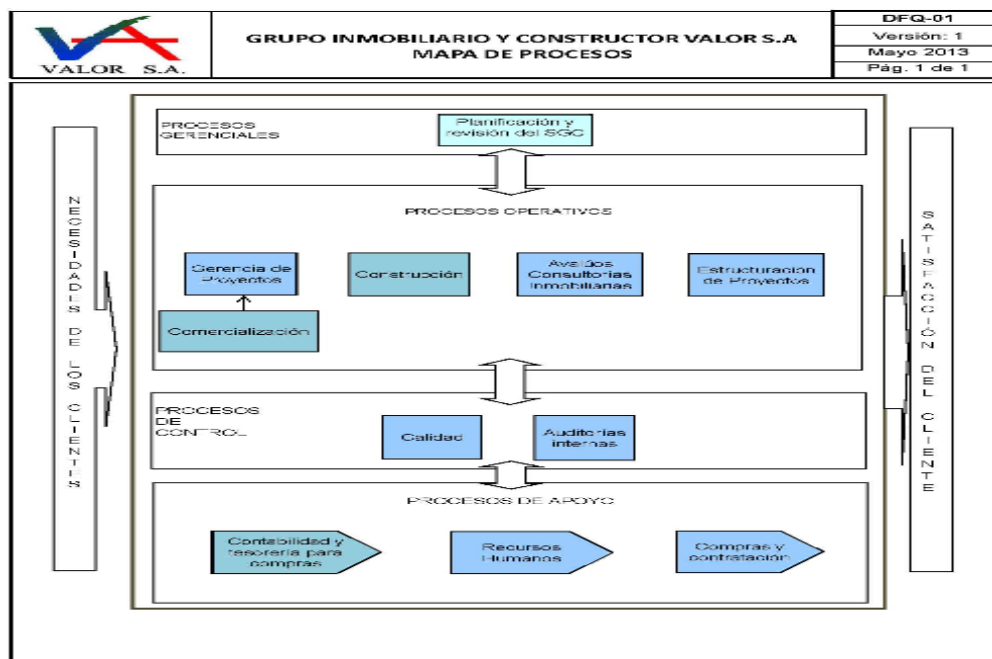 VALOR S.A.
GRUPO INMOBILIARIO Y CONSTRUCTOR VALOR S.A
MAPA DE PROCESOS
DFQ-01
Versión: 1
Mayo 2013
Pág. 1 de 1
NECESIDADES DE LOS CLIENTES
PROCESOS
GERENCIALES
Planificación y
revisión del SGC
PROCESOS OPERATIVOS
Gerencia de
Proyectos
Construcción
Avalúos
Consultorías
Inmobiliarias
Estructuración
de Proyectos
Comercialización
PROCESOS
DE
CONTROL
Calidad
Auditorías
internas
PROCESOS DE APOYO
Contabilidad y
tesorería para
compras
Recursos
Humanos
Compras y
contratación
SATISFACCIÓN DEL CLIENTE